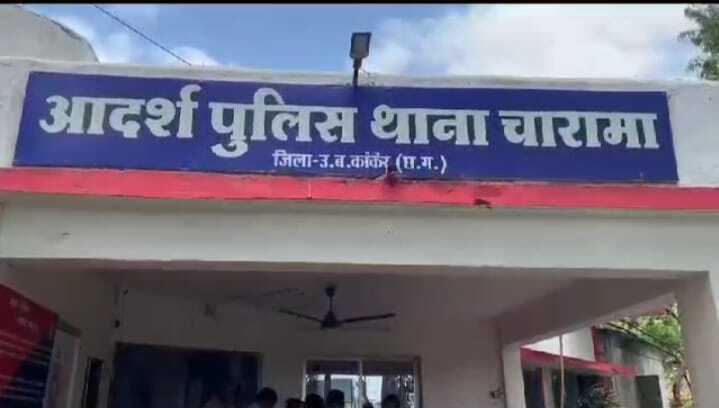 आदर्श पुलिस थाना चारामा
जिला-उ.ब.कांकेर (छ.ग.)